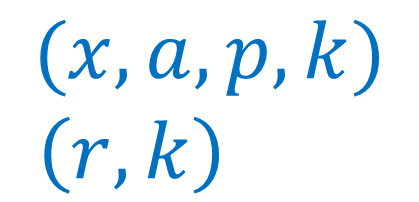 (x, a, p, k)
(r, k)